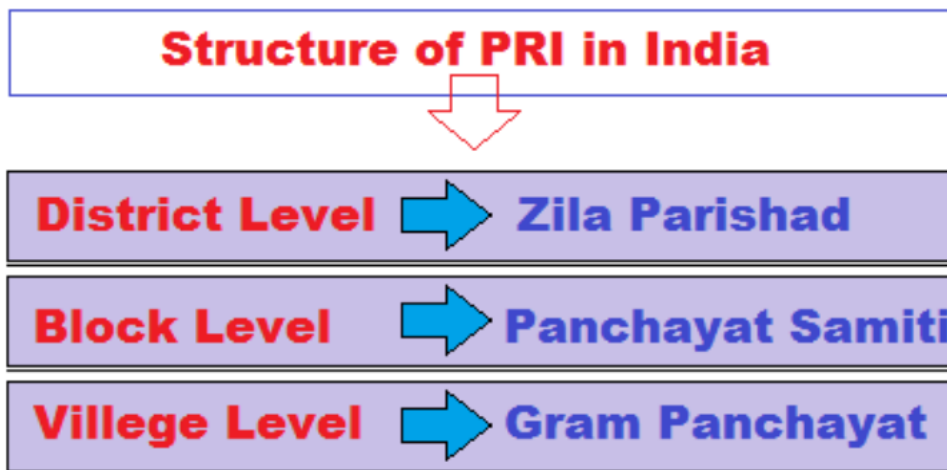 Structure of PRI in India
District Level Zila Parishad
Block Level Panchayat Samiti
Villege Level Gram Panchayat